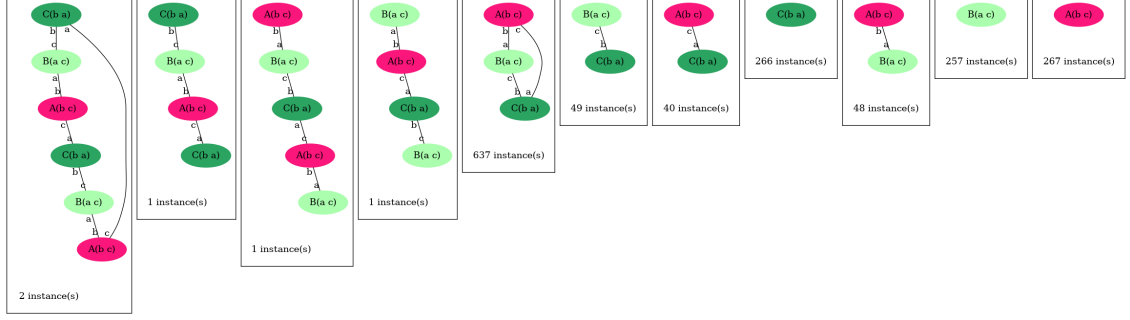 C(b a)
b a
c
B(a c)
a
b
A(b c)
c
a
C(b a)
b
c
B(a c)
a
b c
A(b c)
2 instance(s)
C(b a)
b
c
B(a c)
a
b
A(b c)
c
a
C(b a)
1 instance(s)
A(b c)
b
a
B(a c)
c
b
C(b a)
a
c
A(b c)
b
a
B(a c)
1 instance(s)
B(a c)
a
b
A(b c)
c
a
C(b a)
b
c
B(a c)
1 instance(s)
A(b c)
b c
a
B(a c)
c
b a
C(b a)
637 instance(s)
B(a c)
c
b
C(b a)
49 instance(s)
A(b c)
c
a
C(b a)
40 instance(s)
C(b a)
266 instance(s)
A(b c)
b
a
B(a c)
48 instance(s)
B(a c)
257 instance(s)
A(b c)
267 instance(s)